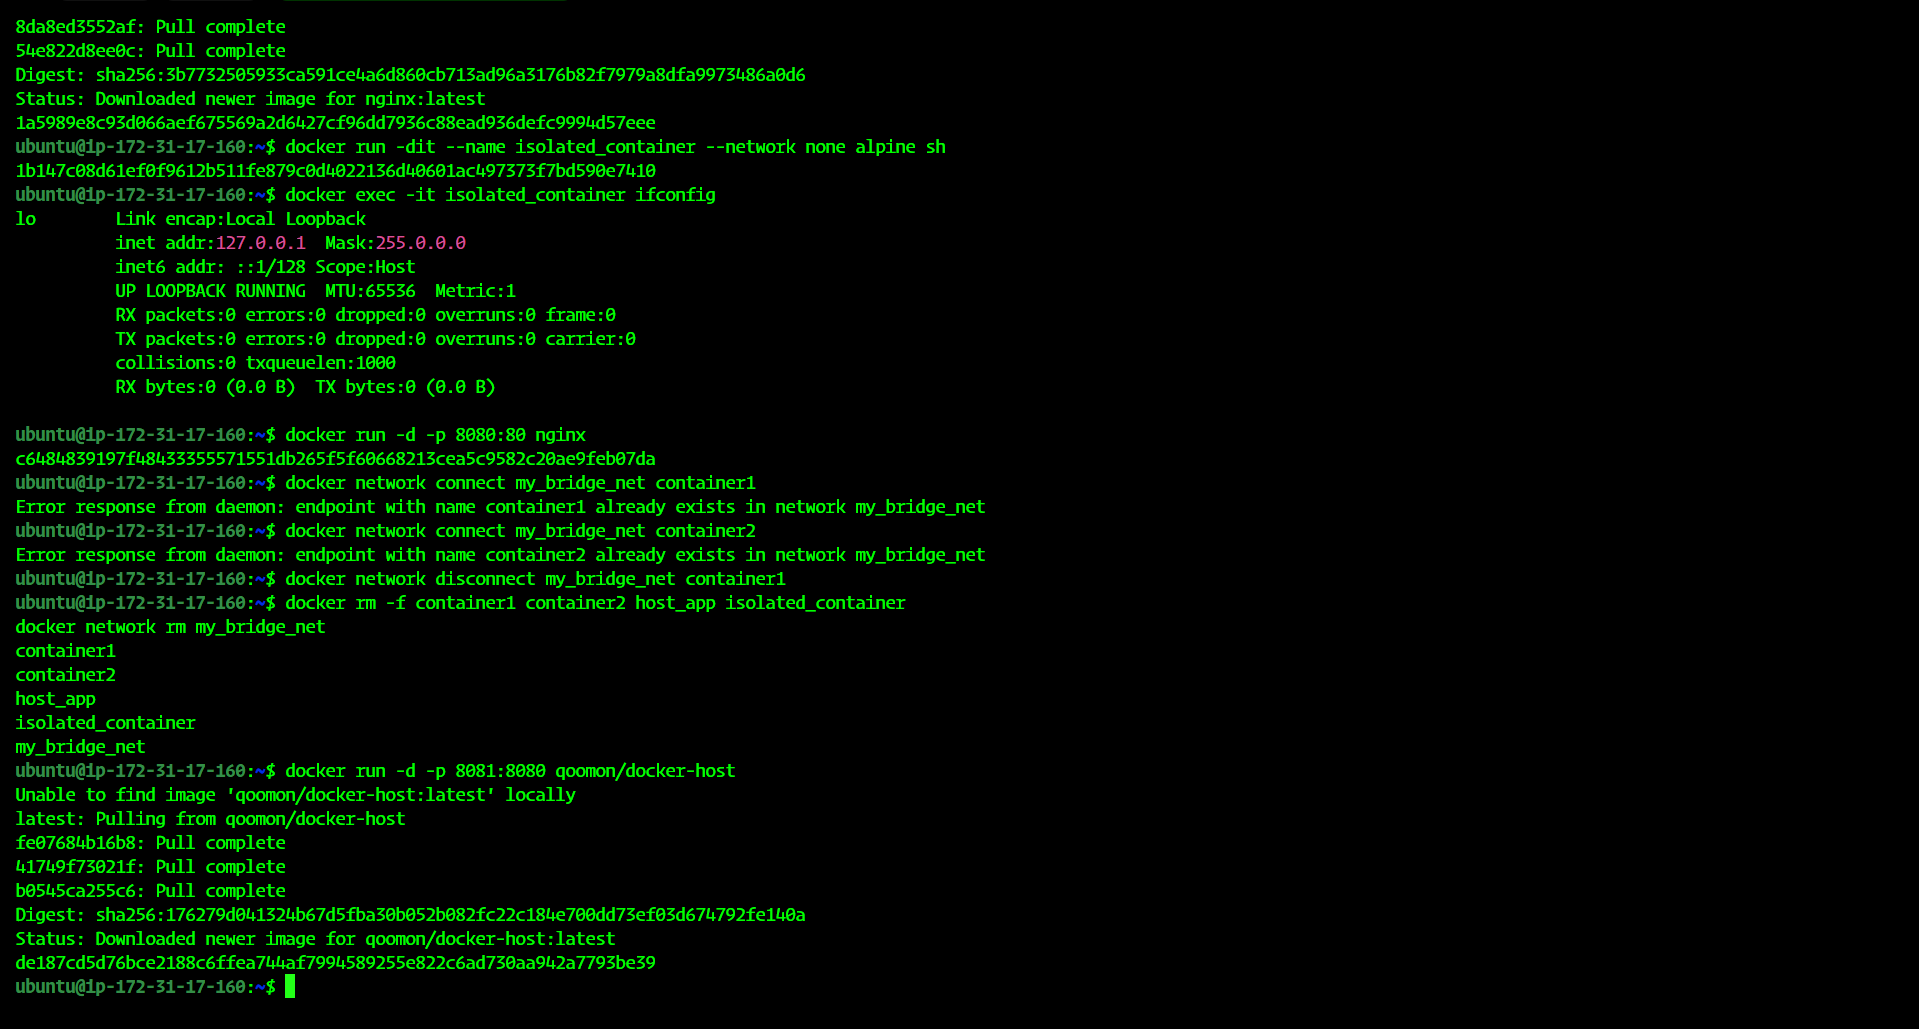 8da8ed3552af: Pull complete
54e822d8ee0c: Pull complete
Digest: sha256:3b7732505933ca591ce4a6d860cb713ad96a3176b82f7979a8dfa9973486a0d6
Status: Downloaded newer image for nginx:latest
1a5989e8c93d066aef675569a2d6427cf96dd7936c88ead936defc9994d57eee
ubuntu@ip-172-31-17-160:~$ docker run -dit --name isolated_container --network none alpine sh
1b147c08d61ef0f9612b511fe879c0d4022136d40601ac497373f7bd590e7410
ubuntu@ip-172-31-17-160:~$ docker exec -it isolated_container ifconfig
lo        Link encap:Local Loopback
          inet addr:127.0.0.1  Mask:255.0.0.0
          inet6 addr: ::1/128 Scope:Host
          UP LOOPBACK RUNNING  MTU:65536  Metric:1
          RX packets:0 errors:0 dropped:0 overruns:0 frame:0
          TX packets:0 errors:0 dropped:0 overruns:0 carrier:0
          collisions:0 txqueuelen:1000
          RX bytes:0 (0.0 B)  TX bytes:0 (0.0 B)

ubuntu@ip-172-31-17-160:~$ docker run -d -p 8080:80 nginx
c6484839197f48433355571551db265f5f60668213cea5c9582c20ae9feb07da
ubuntu@ip-172-31-17-160:~$ docker network connect my_bridge_net container1
Error response from daemon: endpoint with name container1 already exists in network my_bridge_net
ubuntu@ip-172-31-17-160:~$ docker network connect my_bridge_net container2
Error response from daemon: endpoint with name container2 already exists in network my_bridge_net
ubuntu@ip-172-31-17-160:~$ docker network disconnect my_bridge_net container1
ubuntu@ip-172-31-17-160:~$ docker rm -f container1 container2 host_app isolated_container
docker network rm my_bridge_net
container1
container2
host_app
isolated_container
my_bridge_net
ubuntu@ip-172-31-17-160:~$ docker run -d -p 8081:8080 qoomon/docker-host
Unable to find image 'qoomon/docker-host:latest' locally
latest: Pulling from qoomon/docker-host
fe07684b16b8: Pull complete
41749f73021f: Pull complete
b0545ca255c6: Pull complete
Digest: sha256:176279d041324b67d5fba30b052b082fc22c184e700dd73ef03d674792fe140a
Status: Downloaded newer image for qoomon/docker-host:latest
de187cd5d76bce2188c6ffea744af7994589255e822c6ad730aa942a7793be39
ubuntu@ip-172-31-17-160:~$